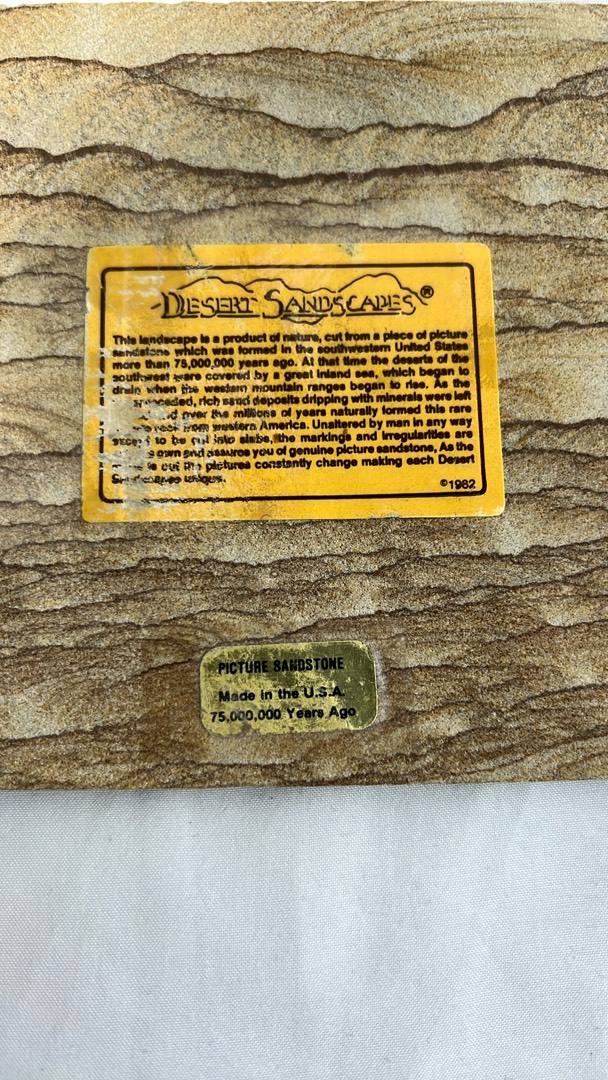 DESERT SANDSCAPES®
This landscape is a product of nature, cut from a piece of picture
sandstone which was formed in the southwestern United States
more than 75,000,000 years ago. At that time the deserts of the
southwest were covered by a great inland sea, which began to
drain when the western mountain ranges began to rise. As the
receded, rich sand deposits dripping with minerals were left
and over the millions of years naturally formed this rare
rock from western America. Unaltered by man in any way
except to be cut into slabs, the markings and irregularities are
own and assures you of genuine picture sandstone. As the
is cut the pictures constantly change making each Desert
Sandscapes unique.
©1982
PICTURE SANDSTONE
Made in the U.S.A.
75,000,000 Years Ago